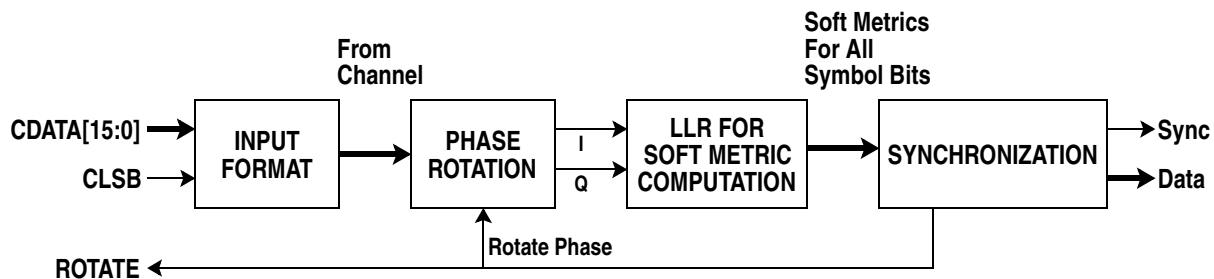 Soft Metrics
For All
Symbol Bits
From
Channel
CDATA[15:0]
CLSB
INPUT
FORMAT
PHASE
ROTATION
I
Q
LLR FOR
SOFT METRIC
COMPUTATION
SYNCHRONIZATION
Sync
Data
Rotate Phase
ROTATE